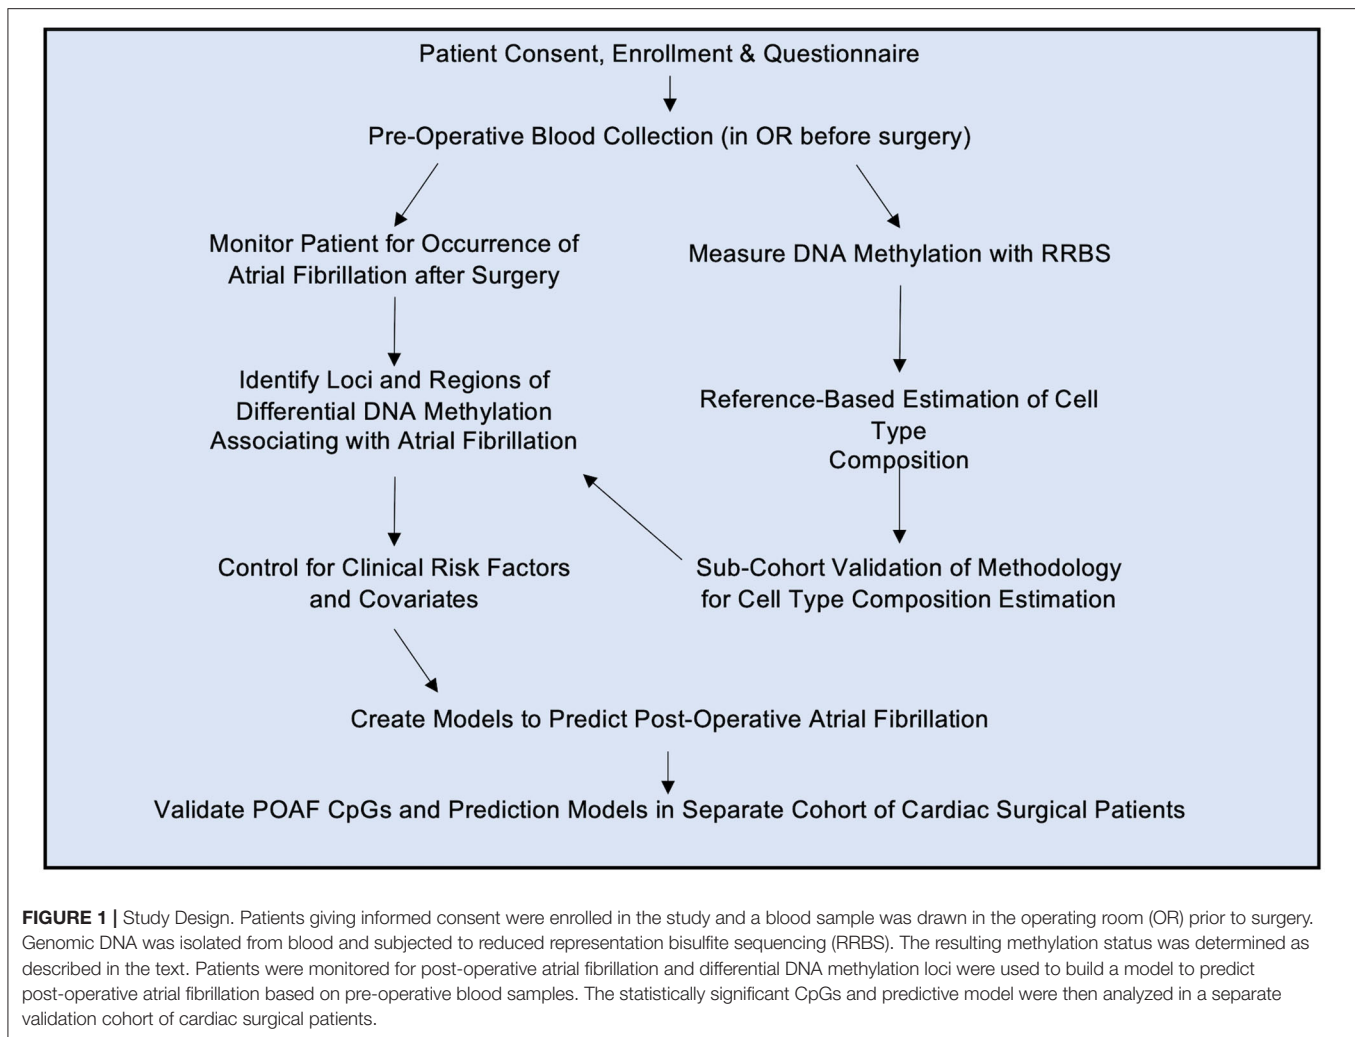 Patient Consent, Enrollment & Questionnaire
Pre-Operative Blood Collection (in OR before surgery)
Monitor Patient for Occurrence of
Atrial Fibrillation after Surgery
Measure DNA Methylation with RRBS
Identify Loci and Regions of
Differential DNA Methylation
Associating with Atrial Fibrillation
Reference-Based Estimation of Cell
Type
Composition
Control for Clinical Risk Factors
and Covariates
Sub-Cohort Validation of Methodology
for Cell Type Composition Estimation
Create Models to Predict Post-Operative Atrial Fibrillation
Validate POAF CpGs and Prediction Models in Separate Cohort of Cardiac Surgical Patients
FIGURE 1 | Study Design. Patients giving informed consent were enrolled in the study and a blood sample was drawn in the operating room (OR) prior to surgery.
Genomic DNA was isolated from blood and subjected to reduced representation bisulfite sequencing (RRBS). The resulting methylation status was determined as
described in the text. Patients were monitored for post-operative atrial fibrillation and differential DNA methylation loci were used to build a model to predict
post-operative atrial fibrillation based on pre-operative blood samples. The statistically significant CpGs and predictive model were then analyzed in a separate
validation cohort of cardiac surgical patients.